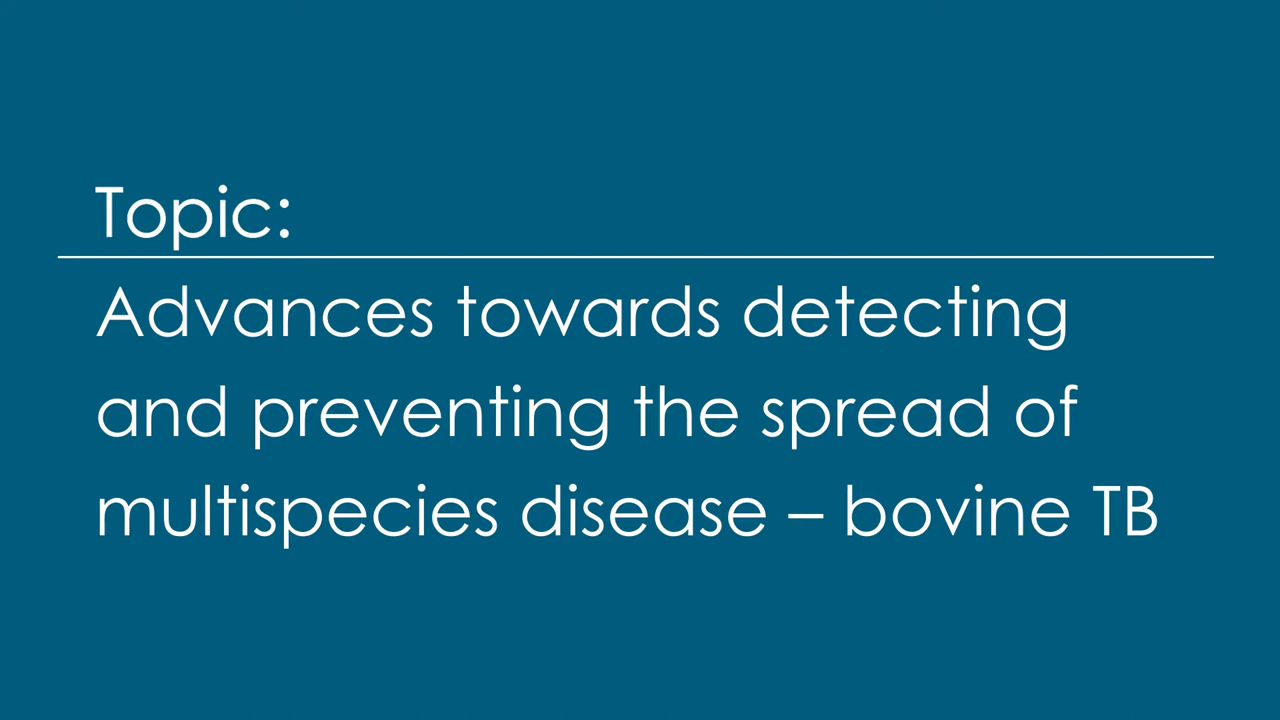 Topic:
Advances towards detecting
and preventing the spread of
multispecies disease – bovine TB